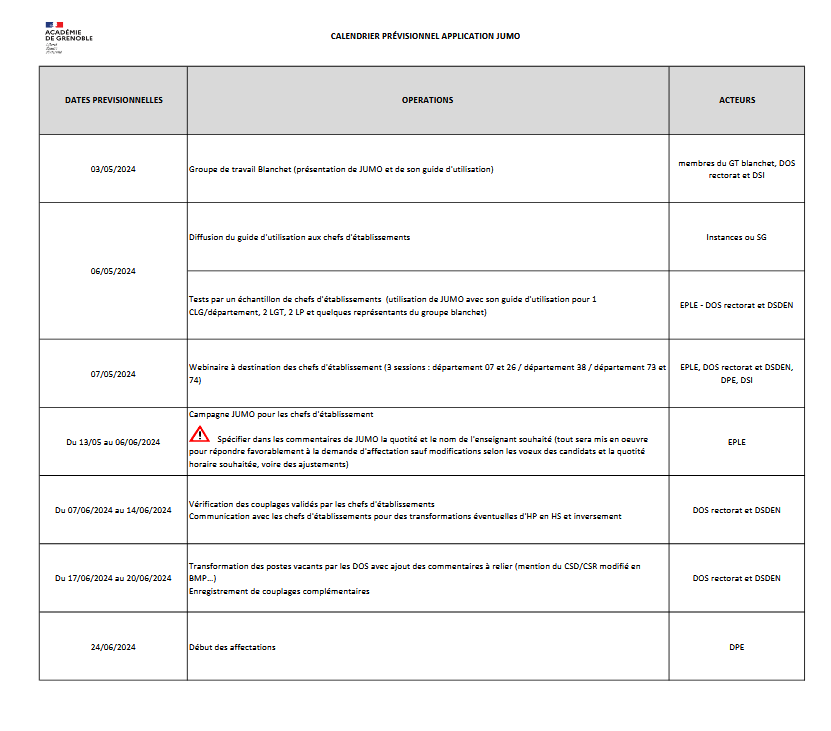 ACADÉMIE
DE GRENOBLE
CALENDRIER PRÉVISIONNEL APPLICATION JUMO
DATES PREVISIONNELLES
OPERATIONS
ACTEURS
03/05/2024
Groupe de travail Blanchet (présentation de JUMO et de son guide d'utilisation)
membres du GT blanchet, DOS
rectorat et DSI
06/05/2024
Diffusion du guide d'utilisation aux chefs d'établissements
Instances ou SG
Tests par un échantillon de chefs d'établissements (utilisation de JUMO avec son guide d'utilisation pour 1
CLG/département, 2 LGT, 2 LP et quelques représentants du groupe blanchet)
EPLE - DOS rectorat et DSDEN
07/05/2024
Webinaire à destination des chefs d'établissement (3 sessions : département 07 et 26 / département 38 / département 73 et
74)
EPLE, DOS rectorat et DSDEN,
DPE, DSI
Du 13/05 au 06/06/2024
Campagne JUMO pour les chefs d'établissement
Spécifier dans les commentaires de JUMO la quotité et le nom de l'enseignant souhaité (tout sera mis en oeuvre
pour répondre favorablement à la demande d'affectation sauf modifications selon les voeux des candidats et la quotité
horaire souhaitée, voire des ajustements)
EPLE
Du 07/06/2024 au 14/06/2024
Vérification des couplages validés par les chefs d'établissements
Communication avec les chefs d'établissements pour des transformations éventuelles d'HP en HS et inversement
DOS rectorat et DSDEN
Du 17/06/2024 au 20/06/2024
Transformation des postes vacants par les DOS avec ajout des commentaires à relier (mention du CSD/CSR modifié en
BMP...)
Enregistrement de couplages complémentaires
DOS rectorat et DSDEN
24/06/2024
Début des affectations
DPE